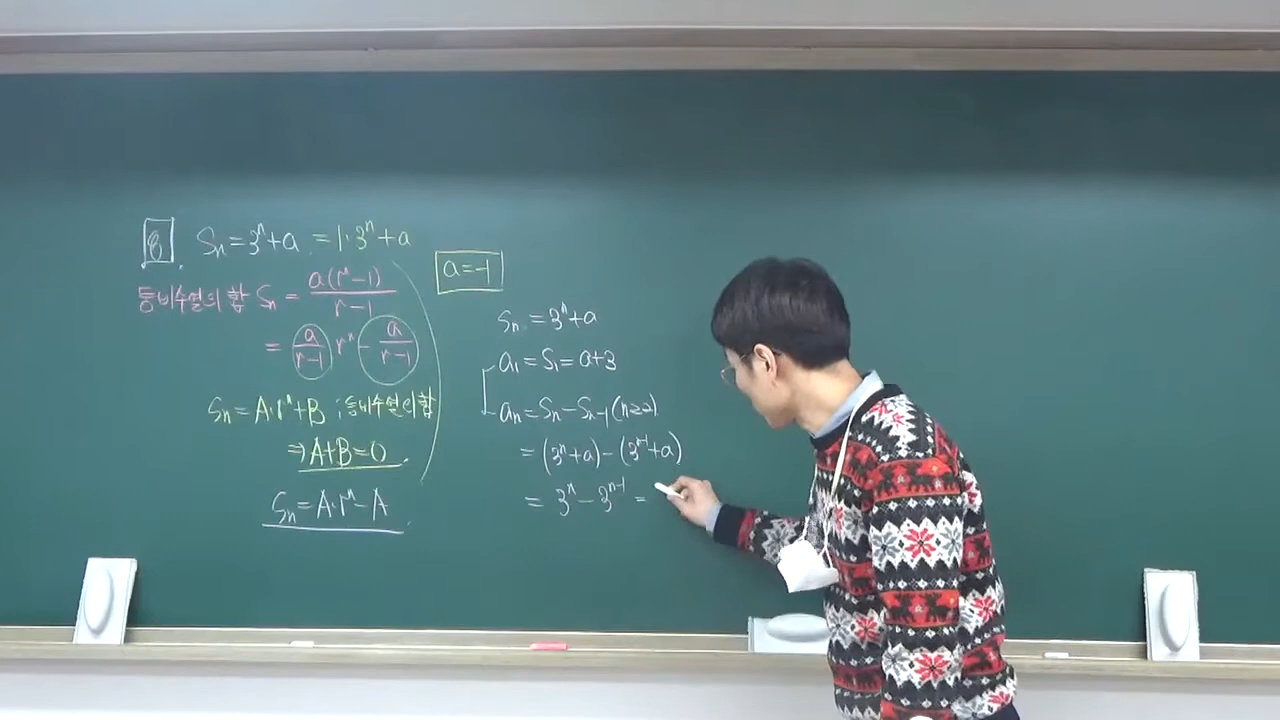 8. Sₙ = 3ⁿ+a = 1·3ⁿ+a
등비수열의 합 Sₙ = a(rⁿ-1)/(r-1)
= a/(r-1) rⁿ - a/(r-1)
Sₙ = A·rⁿ+B ; 등비수열의 합
⇒ A+B=0
Sₙ = A·rⁿ - A
a=-1
Sₙ = 3ⁿ+a
a₁ = S₁ = a+3
aₙ = Sₙ - Sₙ₋₁ (n≥2)
= (3ⁿ+a) - (3ⁿ⁻¹+a)
= 3ⁿ - 3ⁿ⁻¹ =